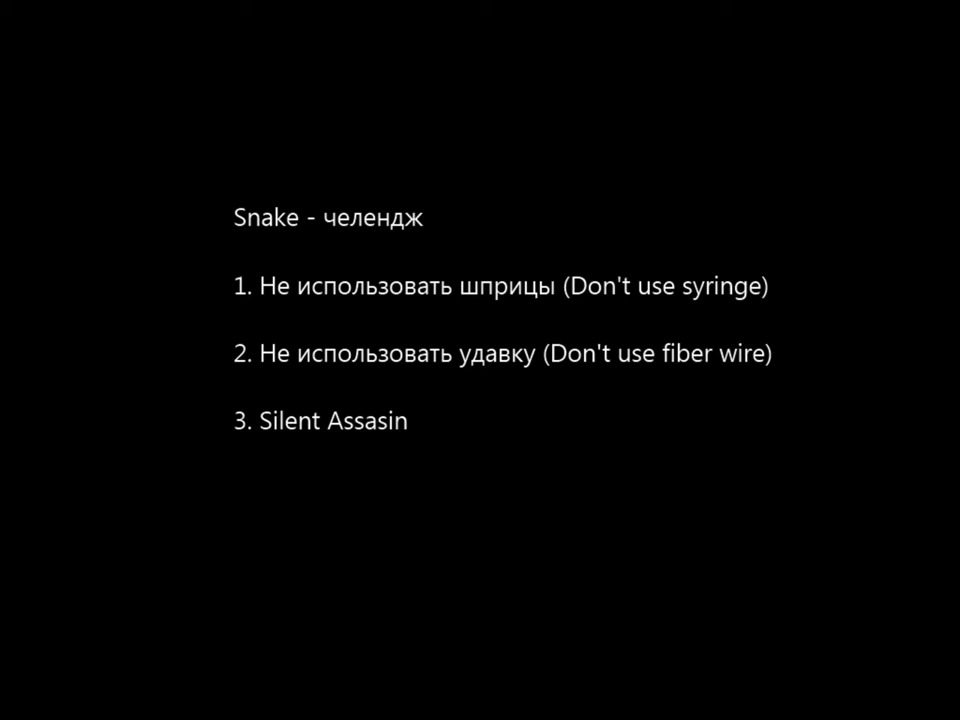 Snake - челендж
1. Не использовать шприцы (Don't use syringe)
2. Не использовать удавку (Don't use fiber wire)
3. Silent Assasin